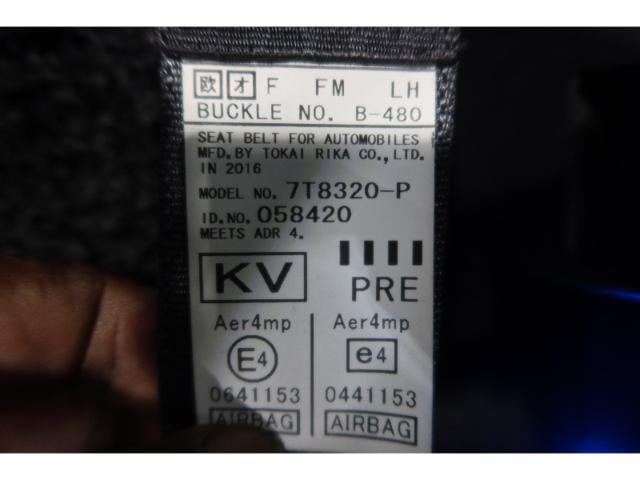 欧 オ F FM LH
BUCKLE NO. B-480
SEAT BELT FOR AUTOMOBILES
MFD. BY TOKAI RIKA CO., LTD.
IN 2016
MODEL NO. 7T8320-P
ID.NO. 058420
MEETS ADR 4.
KV PRE
Aer4mp Aer4mp
E4 e4
0641153 0441153
AIRBAG AIRBAG